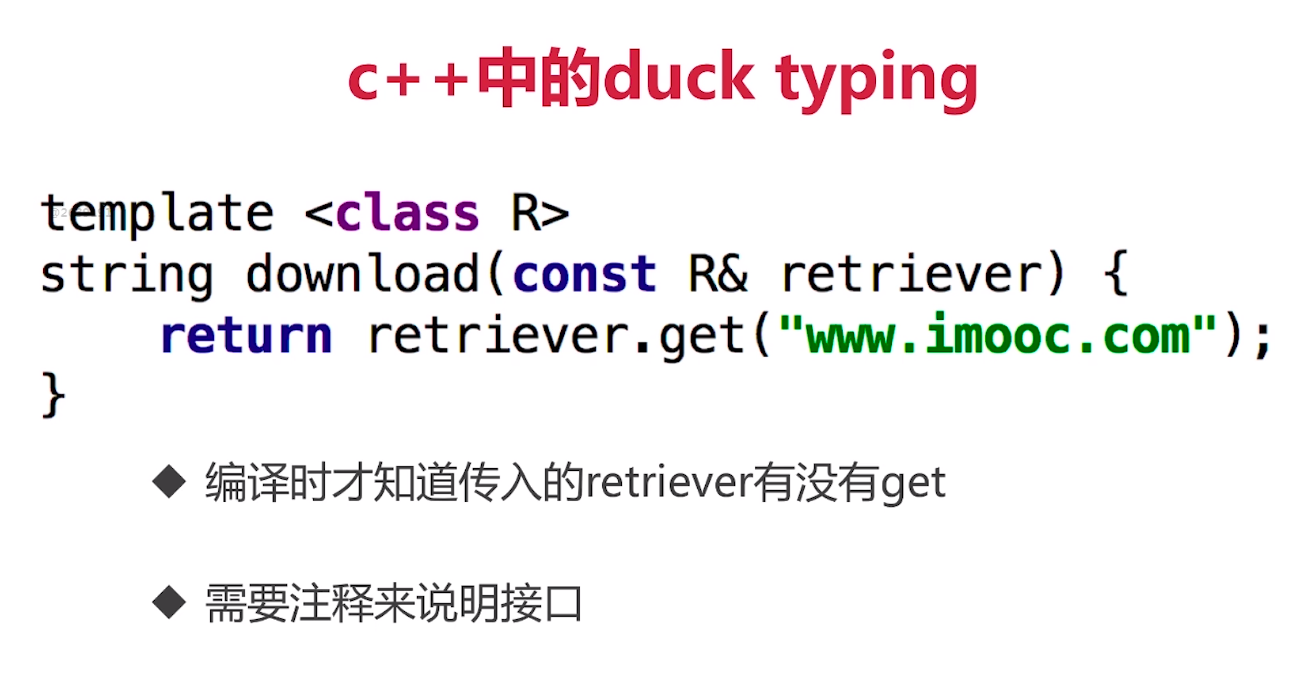 c++中的duck typing
template <class R>
string download(const R& retriever) {
    return retriever.get("www.imooc.com");
}
◆ 编译时才知道传入的retriever有没有get
◆ 需要注释来说明接口